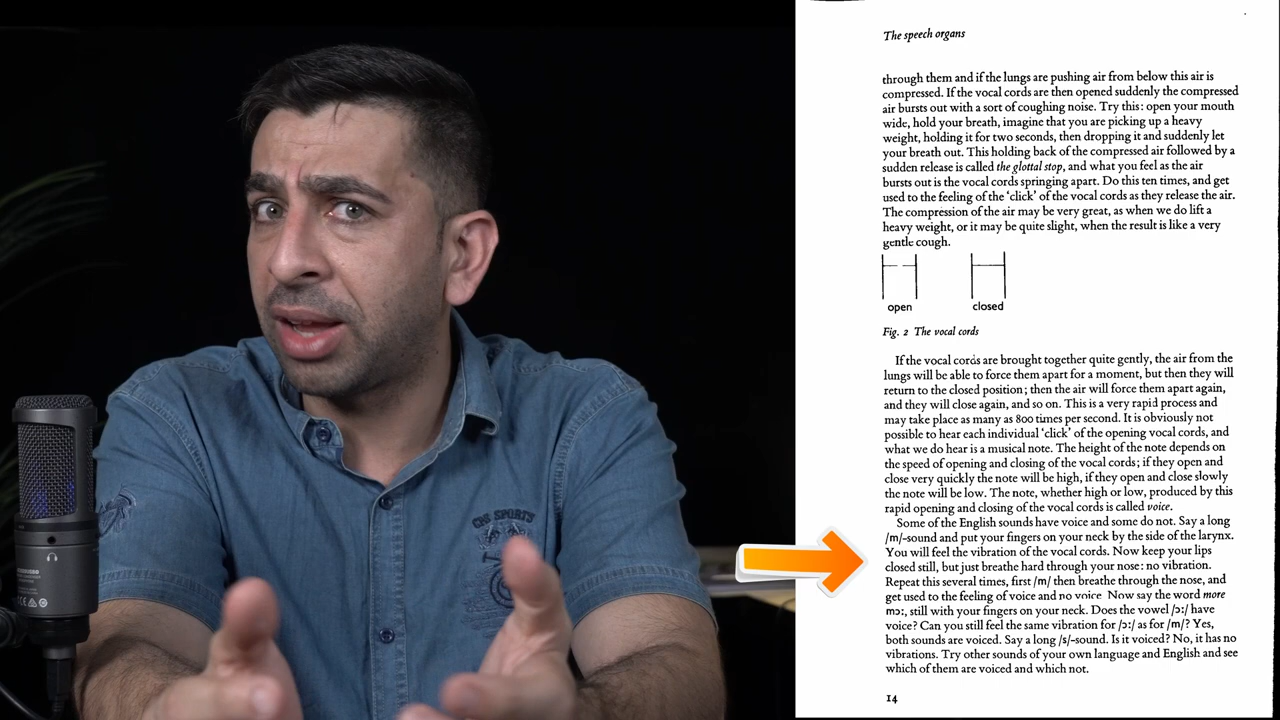 The speech organs
through them and if the lungs are pushing air from below this air is
compressed. If the vocal cords are then opened suddenly the compressed
air bursts out with a sort of coughing noise. Try this: open your mouth
wide, hold your breath, imagine that you are picking up a heavy
weight, holding it for two seconds, then dropping it and suddenly let
your breath out. This holding back of the compressed air followed by a
sudden release is called the glottal stop, and what you feel as the air
bursts out is the vocal cords springing apart. Do this ten times, and get
used to the feeling of the ‘click’ of the vocal cords as they release the air.
The compression of the air may be very great, as when we do lift a
heavy weight, or it may be quite slight, when the result is like a very
gentle cough.
open closed
Fig. 2 The vocal cords
If the vocal cords are brought together quite gently, the air from the
lungs will be able to force them apart for a moment, but then they will
return to the closed position; then the air will force them apart again,
and they will close again, and so on. This is a very rapid process and
may take place as many as 800 times per second. It is obviously not
possible to hear each individual ‘click’ of the opening vocal cords, and
what we do hear is a musical note. The height of the note depends on
the speed of opening and closing of the vocal cords; if they open and
close very quickly the note will be high, if they open and close slowly
the note will be low. The note, whether high or low, produced by this
rapid opening and closing of the vocal cords is called voice.
Some of the English sounds have voice and some do not. Say a long
/m/-sound and put your fingers on your neck by the side of the larynx.
You will feel the vibration of the vocal cords. Now keep your lips
closed still, but just breathe hard through your nose: no vibration.
Repeat this several times, first /m/ then breathe through the nose, and
get used to the feeling of voice and no voice Now say the word more
mɔː, still with your fingers on your neck. Does the vowel /ɔː/ have
voice? Can you still feel the same vibration for /ɔː/ as for /m/? Yes,
both sounds are voiced. Say a long /s/-sound. Is it voiced? No, it has no
vibrations. Try other sounds of your own language and English and see
which of them are voiced and which not.
14
SPORTS